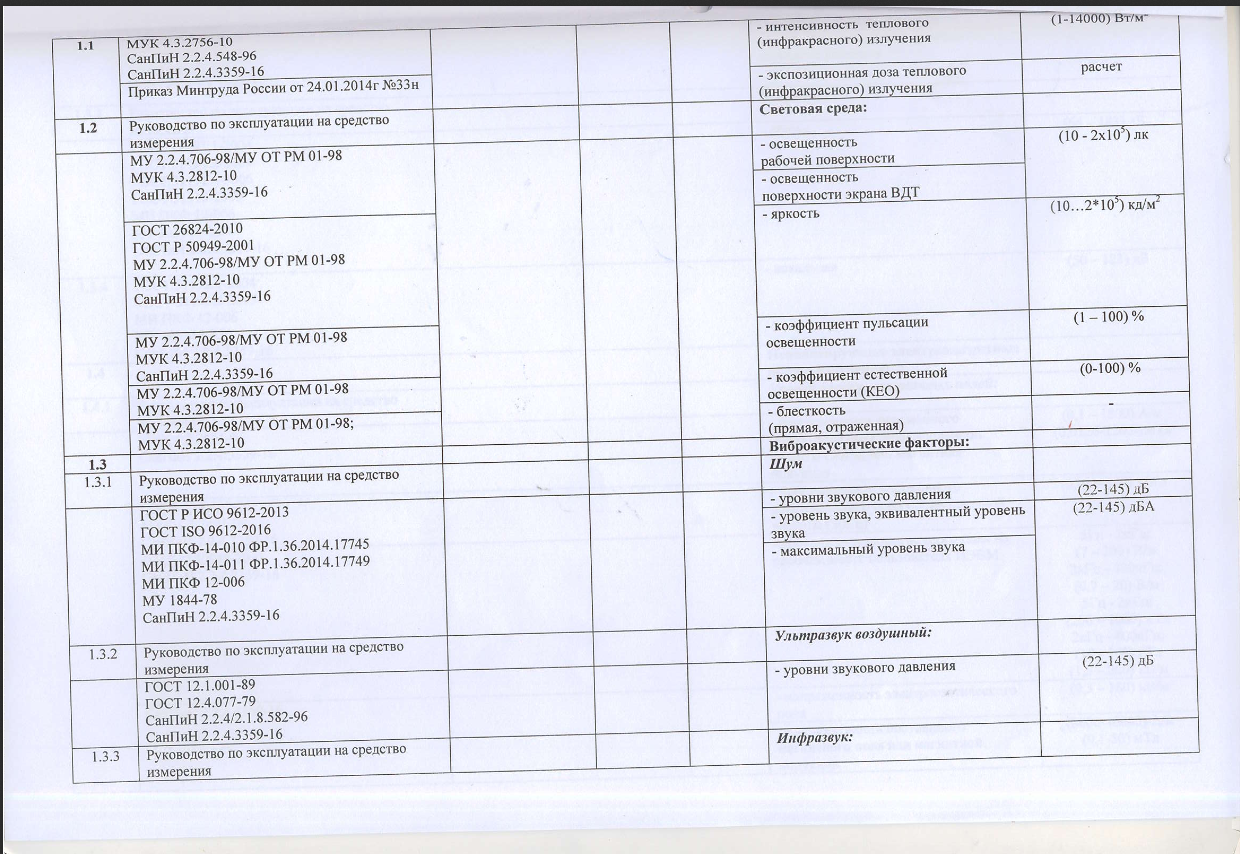 1.1
МУК 4.3.2756-10
СанПиН 2.2.4.548-96
СанПиН 2.2.4.3359-16
Приказ Минтруда России от 24.01.2014г №33н
- интенсивность теплового
(инфракрасного) излучения
(1-14000) Вт/м²
- экспозиционная доза теплового
(инфракрасного) излучения
расчет
1.2
Руководство по эксплуатации на средство
измерения
Световая среда:
МУ 2.2.4.706-98/МУ ОТ РМ 01-98
МУК 4.3.2812-10
СанПиН 2.2.4.3359-16
- освещенность
рабочей поверхности
(10 - 2х10⁵) лк
- освещенность
поверхности экрана ВДТ
ГОСТ 26824-2010
ГОСТ Р 50949-2001
МУ 2.2.4.706-98/МУ ОТ РМ 01-98
МУК 4.3.2812-10
СанПиН 2.2.4.3359-16
- яркость
(10…2*10⁵) кд/м²
МУ 2.2.4.706-98/МУ ОТ РМ 01-98
МУК 4.3.2812-10
СанПиН 2.2.4.3359-16
- коэффициент пульсации
освещенности
(1 – 100) %
МУ 2.2.4.706-98/МУ ОТ РМ 01-98
МУК 4.3.2812-10
- коэффициент естественной
освещенности (КЕО)
(0-100) %
МУ 2.2.4.706-98/МУ ОТ РМ 01-98;
МУК 4.3.2812-10
- блесткость
(прямая, отраженная)
-
1.3
Виброакустические факторы:
1.3.1
Руководство по эксплуатации на средство
измерения
Шум
ГОСТ Р ИСО 9612-2013
ГОСТ ISO 9612-2016
МИ ПКФ-14-010 ФР.1.36.2014.17745
МИ ПКФ-14-011 ФР.1.36.2014.17749
МИ ПКФ 12-006
МУ 1844-78
СанПиН 2.2.4.3359-16
- уровни звукового давления
(22-145) дБ
- уровень звука, эквивалентный уровень
звука
(22-145) дБА
- максимальный уровень звука
1.3.2
Руководство по эксплуатации на средство
измерения
Ультразвук воздушный:
ГОСТ 12.1.001-89
ГОСТ 12.4.077-79
СанПиН 2.2.4/2.1.8.582-96
СанПиН 2.2.4.3359-16
- уровни звукового давления
(22-145) дБ
1.3.3
Руководство по эксплуатации на средство
измерения
Инфразвук: